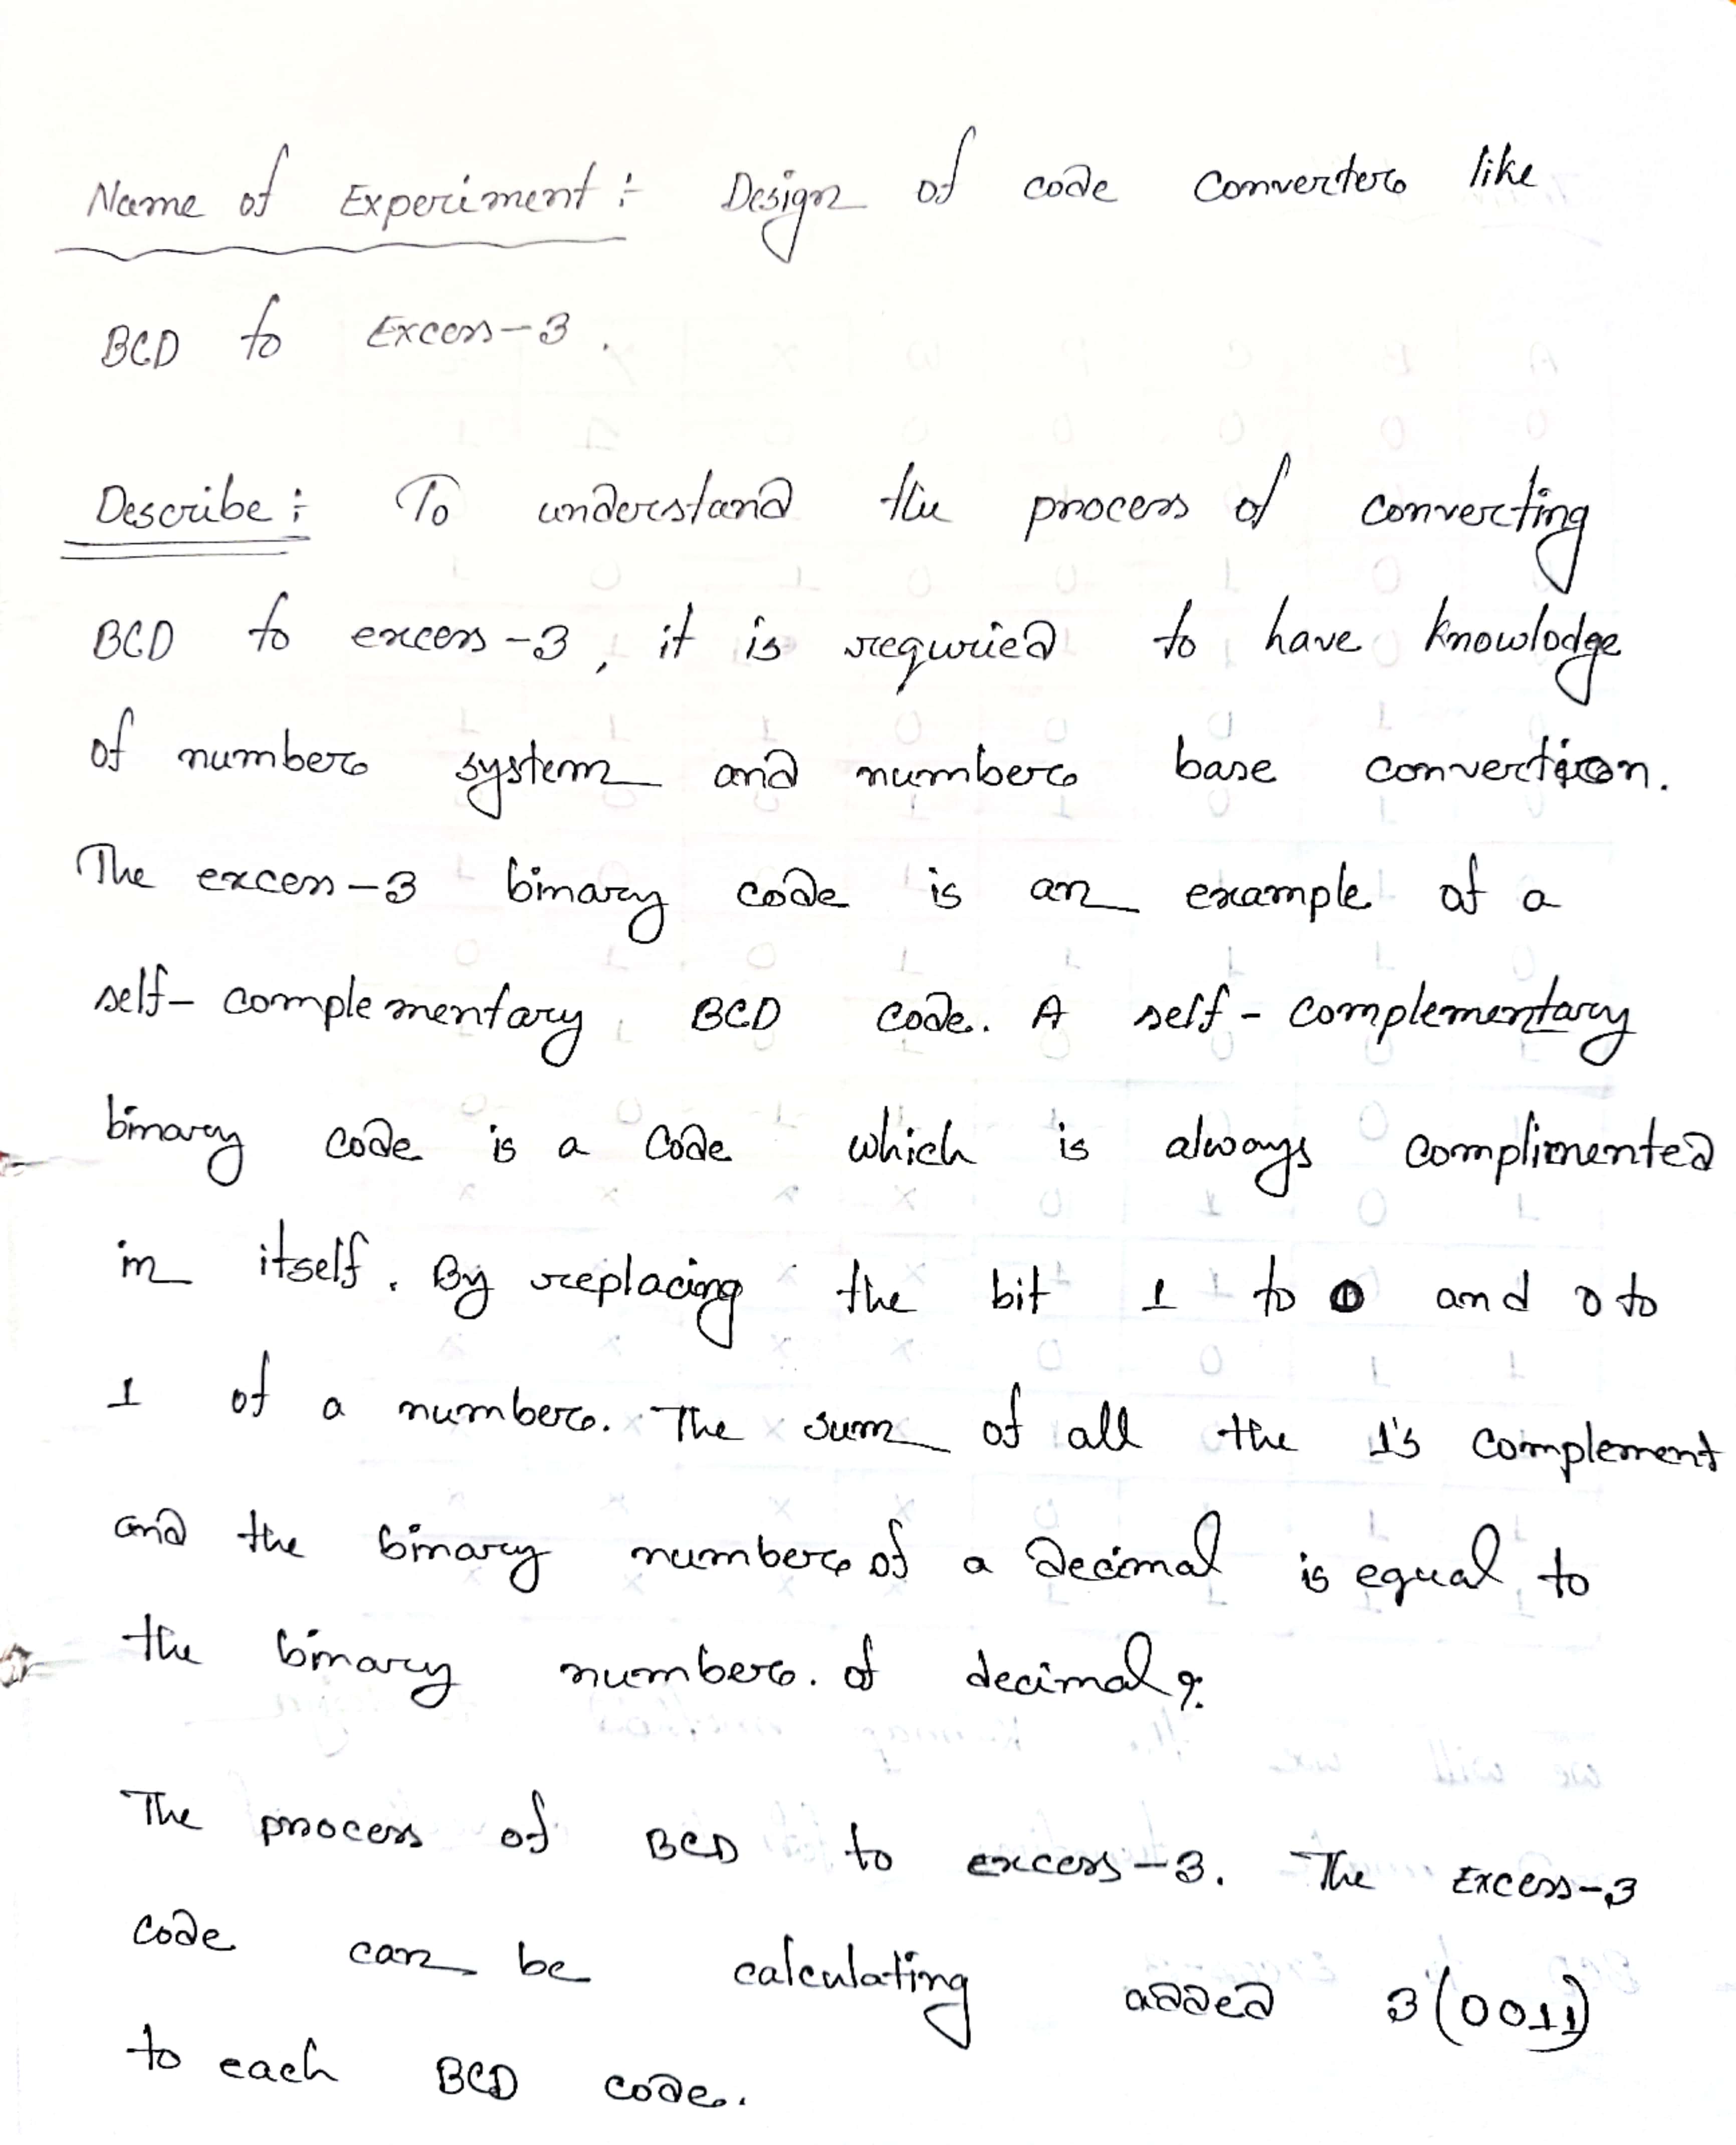 Name of Experiment: Design of code converter like
BCD to Excess-3.
Describe: To understand the process of converting
BCD to excess-3, it is requried to have knowlodge
of number system and number base convertion.
The excess-3 binary code is an example of a
self-complementary BCD code. A self-complementary
binary code is a code which is always complimented
in itself. By replacing the bit 1 to 0 and 0 to
1 of a number. The sum of all the 1's complement
and the binary number of a decimal is equal to
the binary number. of decimal 9.
The process of BCD to excess-3. The Excess-3
code can be calculating added 3(0011)
to each BCD code.